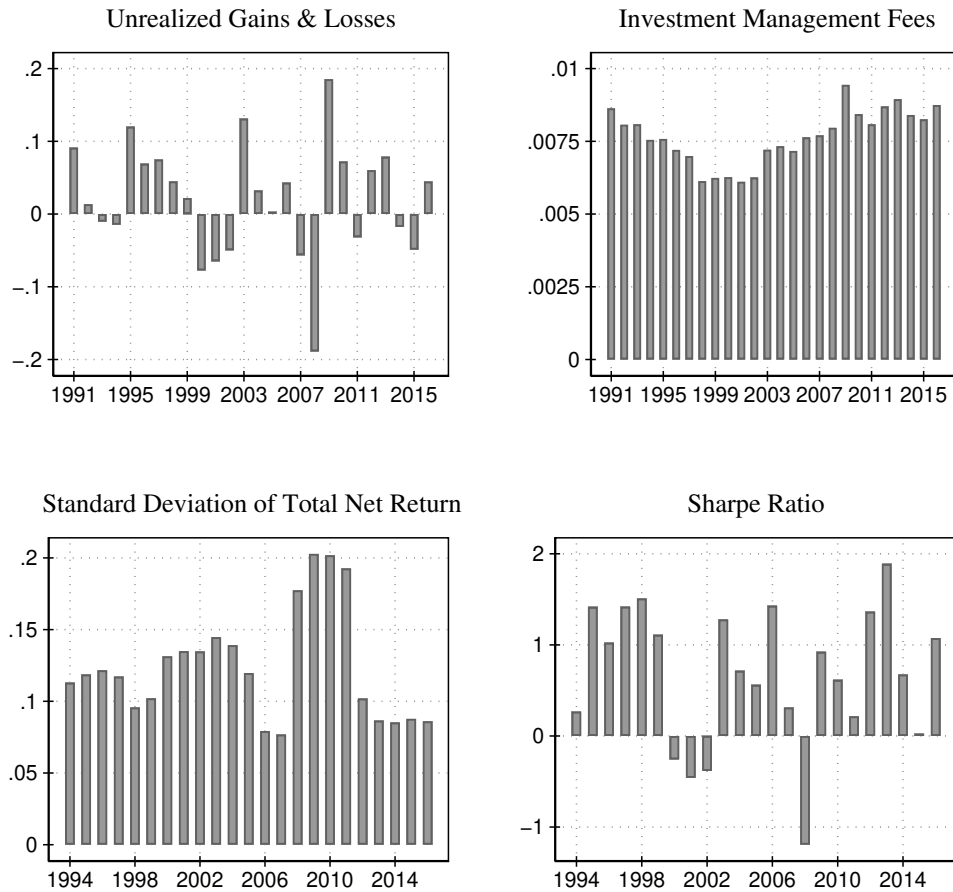 Unrealized Gains & Losses
.2
.1
0
−.1
−.2
1991 1995 1999 2003 2007 2011 2015
Investment Management Fees
.01
.0075
.005
.0025
0
1991 1995 1999 2003 2007 2011 2015
Standard Deviation of Total Net Return
.2
.15
.1
.05
0
1994 1998 2002 2006 2010 2014
Sharpe Ratio
2
1
0
−1
1994 1998 2002 2006 2010 2014